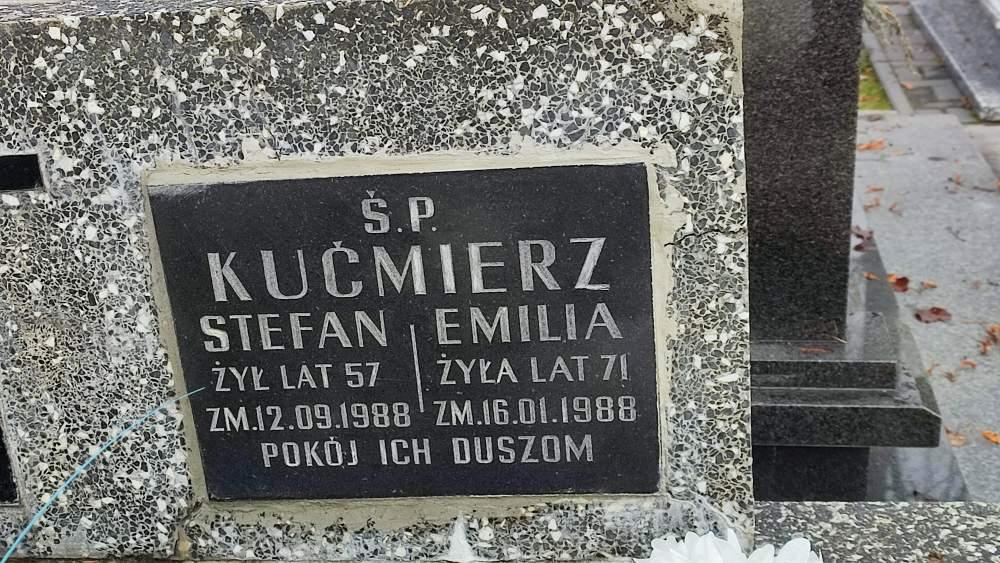 Ś.P.
KUĆMIERZ
STEFAN EMILIA
ŻYŁ LAT 57 ŻYŁA LAT 71
ZM.12.09.1988 ZM.16.01.1988
POKÓJ ICH DUSZOM